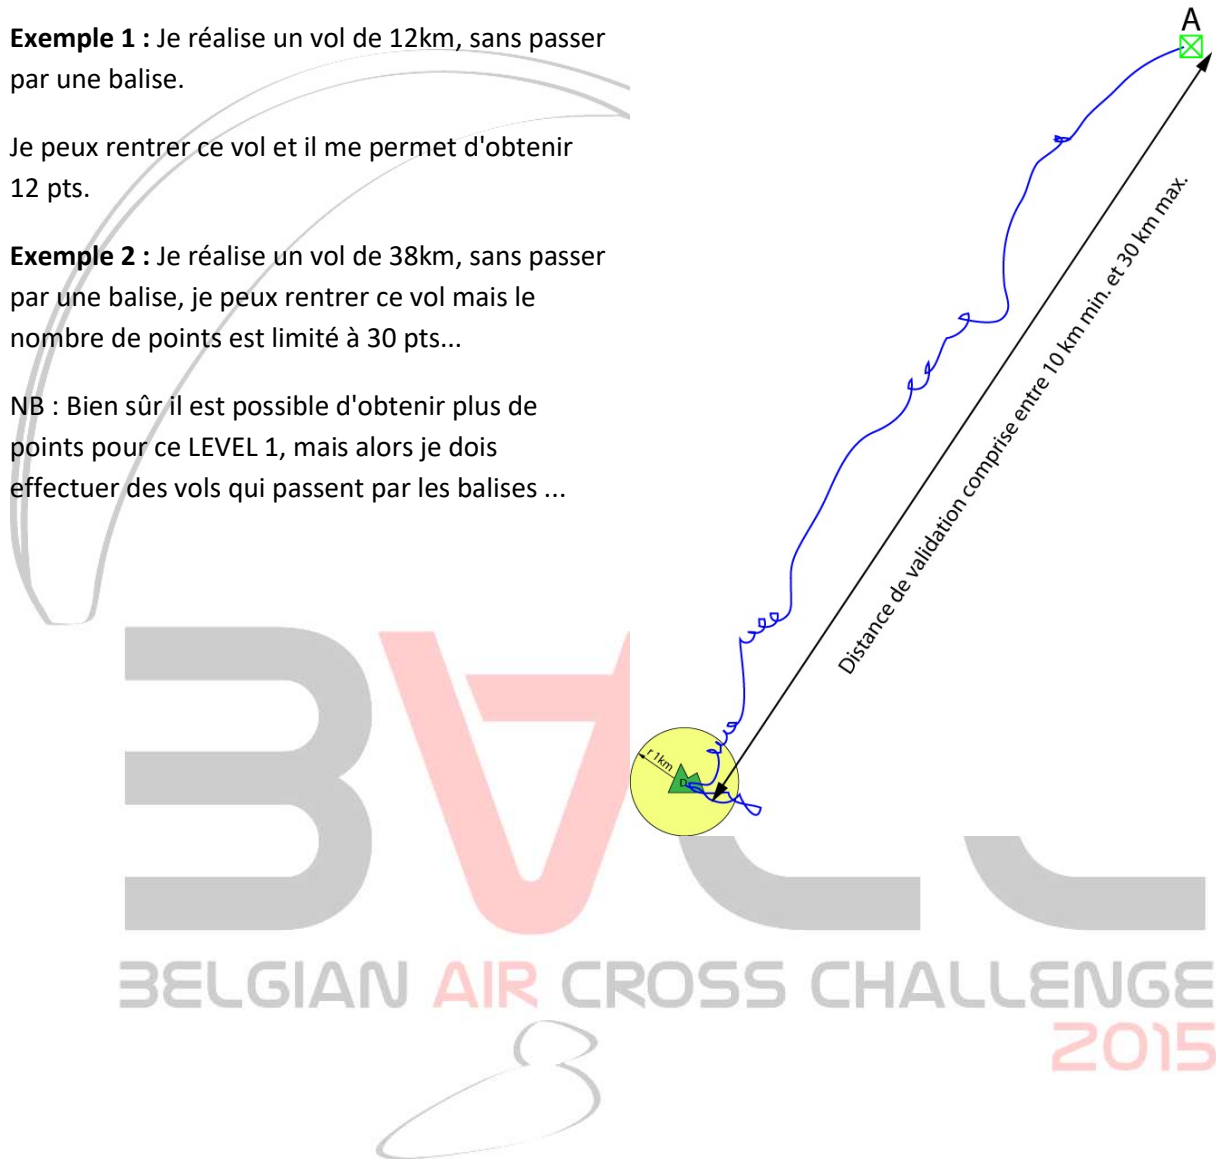 Exemple 1 : Je réalise un vol de 12km, sans passer
par une balise.
Je peux rentrer ce vol et il me permet d'obtenir
12 pts.
Exemple 2 : Je réalise un vol de 38km, sans passer
par une balise, je peux rentrer ce vol mais le
nombre de points est limité à 30 pts...
NB : Bien sûr il est possible d'obtenir plus de
points pour ce LEVEL 1, mais alors je dois
effectuer des vols qui passent par les balises ...
A
Distance de validation comprise entre 10 km min. et 30 km max.
r 1km
D
BACC
BELGIAN AIR CROSS CHALLENGE
2015